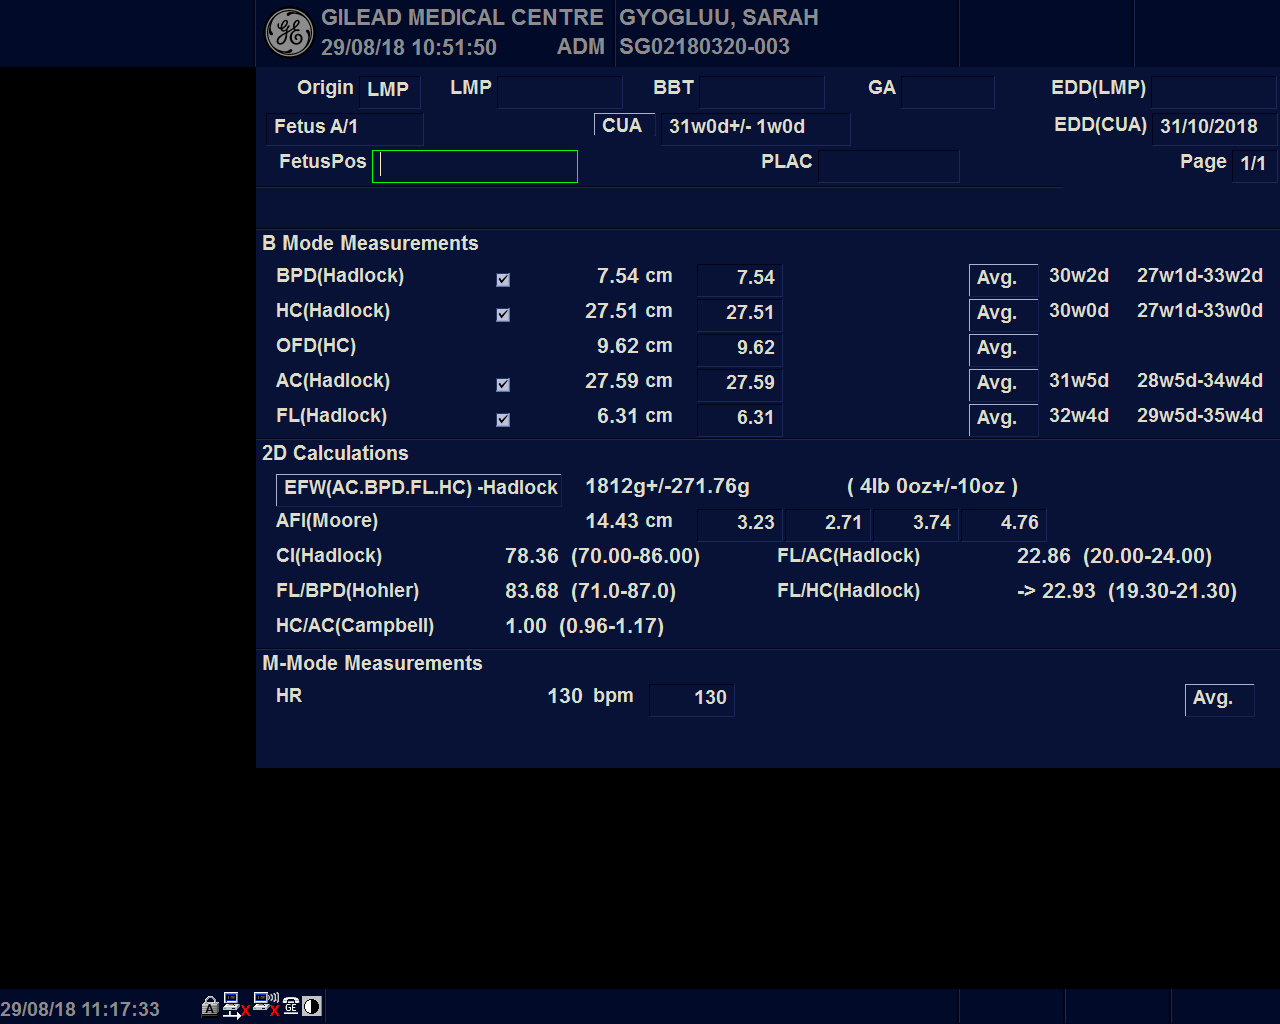 GILEAD MEDICAL CENTRE GYOGLUU, SARAH
29/08/18 10:51:50 ADM SG02180320-003
Origin LMP LMP BBT GA EDD(LMP)
Fetus A/1 CUA 31w0d+/- 1w0d EDD(CUA) 31/10/2018
FetusPos PLAC Page 1/1
B Mode Measurements
BPD(Hadlock) 7.54 cm 7.54 Avg. 30w2d 27w1d-33w2d
HC(Hadlock) 27.51 cm 27.51 Avg. 30w0d 27w1d-33w0d
OFD(HC) 9.62 cm 9.62 Avg.
AC(Hadlock) 27.59 cm 27.59 Avg. 31w5d 28w5d-34w4d
FL(Hadlock) 6.31 cm 6.31 Avg. 32w4d 29w5d-35w4d
2D Calculations
EFW(AC.BPD.FL.HC) -Hadlock 1812g+/-271.76g ( 4lb 0oz+/-10oz )
AFI(Moore) 14.43 cm 3.23 2.71 3.74 4.76
CI(Hadlock) 78.36 (70.00-86.00) FL/AC(Hadlock) 22.86 (20.00-24.00)
FL/BPD(Hohler) 83.68 (71.0-87.0) FL/HC(Hadlock) -> 22.93 (19.30-21.30)
HC/AC(Campbell) 1.00 (0.96-1.17)
M-Mode Measurements
HR 130 bpm 130 Avg.
29/08/18 11:17:33